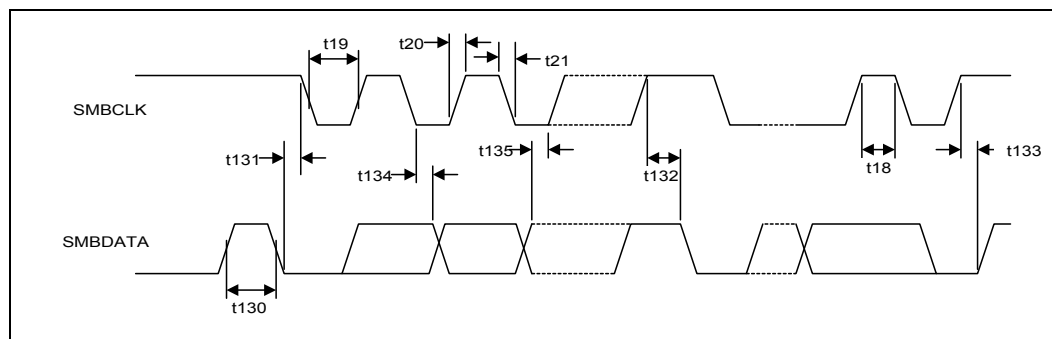 t19
t20
t21
SMBCLK
t131
t134
t135
t132
t18
t133
SMBDATA
t130